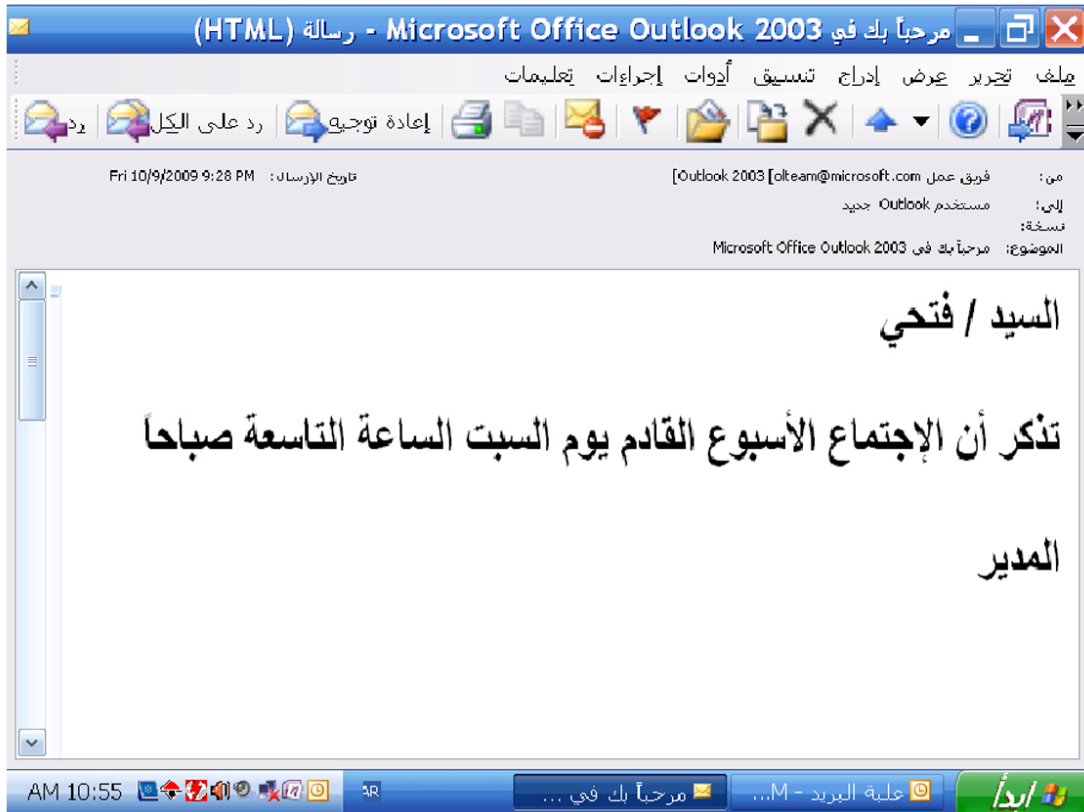 مرحباً بك في Microsoft Office Outlook 2003 - رسالة (HTML)
ملف تحرير عرض إدراج تنسيق أدوات إجراءات تعليمات
رد رد على الكل إعادة توجيه
من: فريق عمل Outlook 2003 [olteam@microsoft.com] تاريخ الإرسال: Fri 10/9/2009 9:28 PM
إلى: مستخدم Outlook جديد
نسخة:
الموضوع: مرحباً بك في Microsoft Office Outlook 2003
السيد / فتحي
تذكر أن الإجتماع الأسبوع القادم يوم السبت الساعة التاسعة صباحاً
المدير
ابدأ علبة البريد - M... مرحباً بك في ... AR 10:55 AM